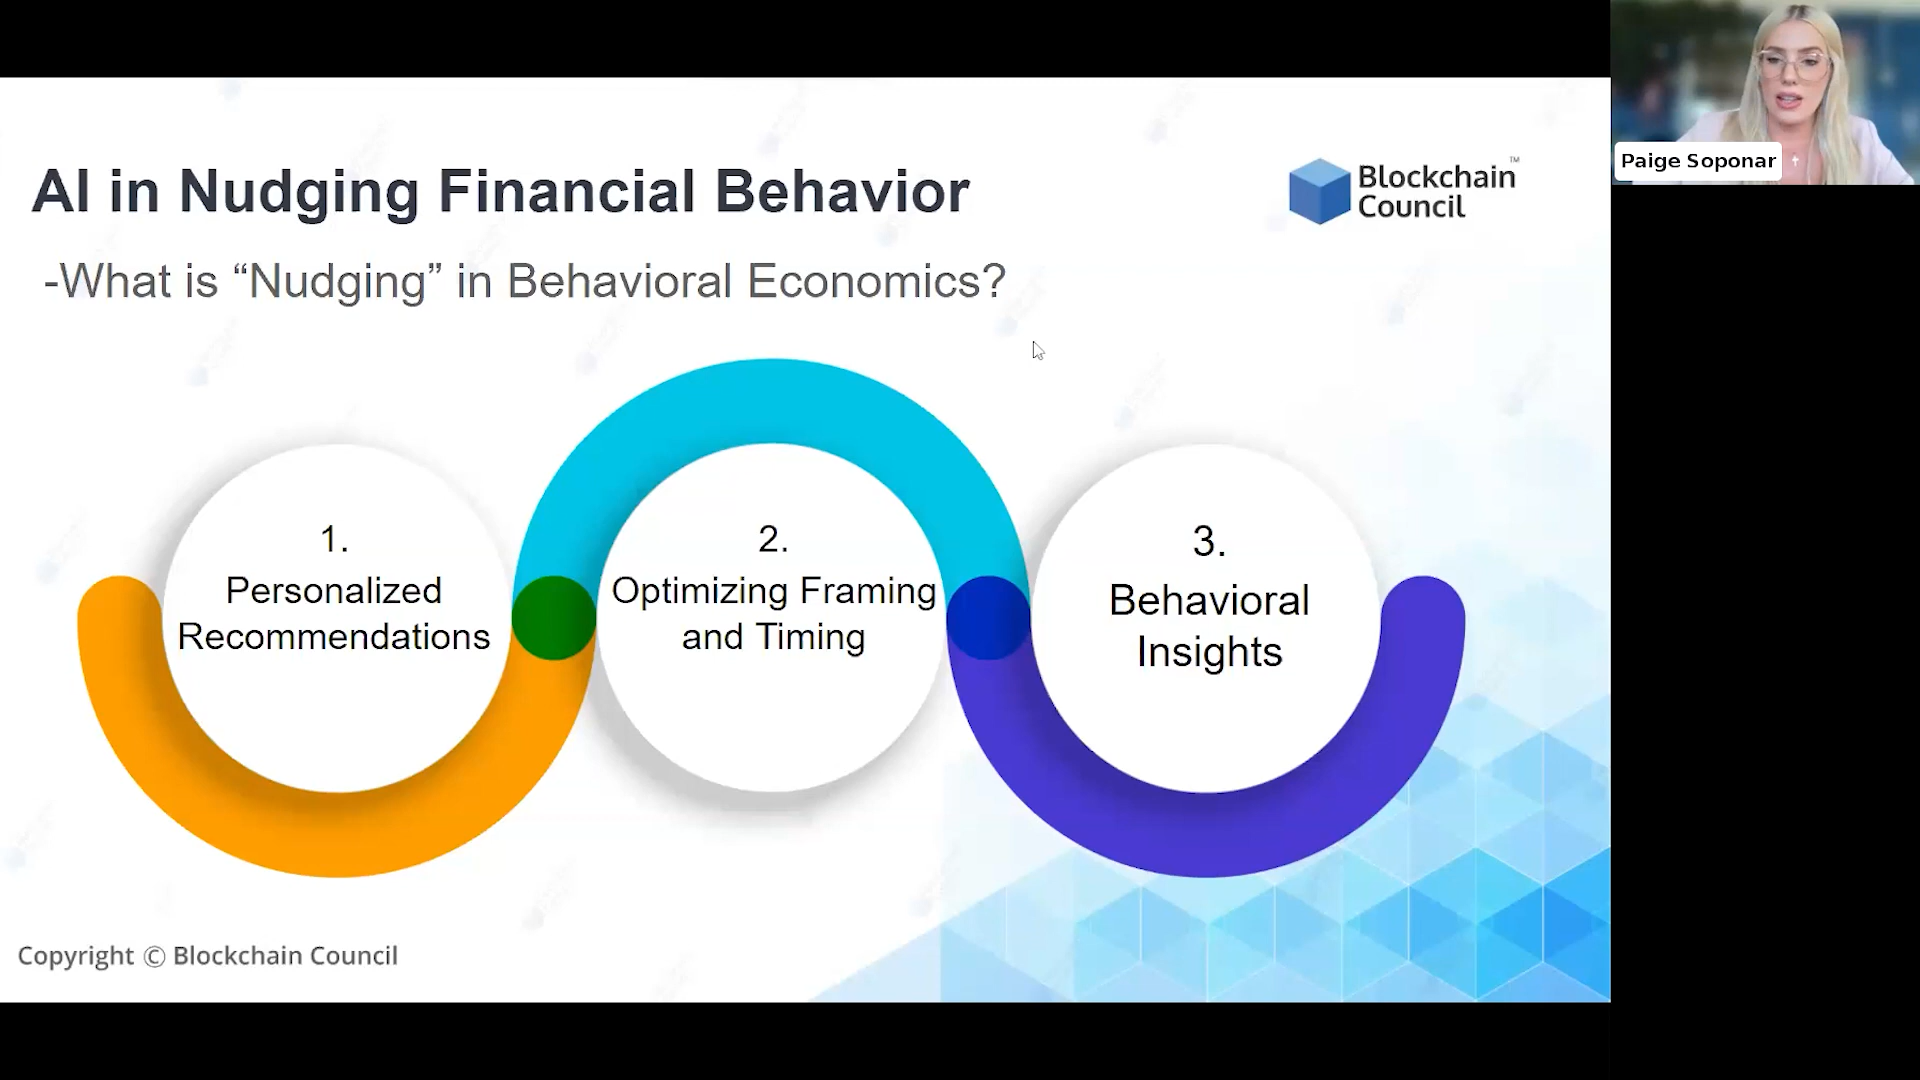 AI in Nudging Financial Behavior
-What is “Nudging” in Behavioral Economics?
Blockchain
Council
™
1.
Personalized
Recommendations
2.
Optimizing Framing
and Timing
3.
Behavioral
Insights
Copyright © Blockchain Council
Paige Soponar